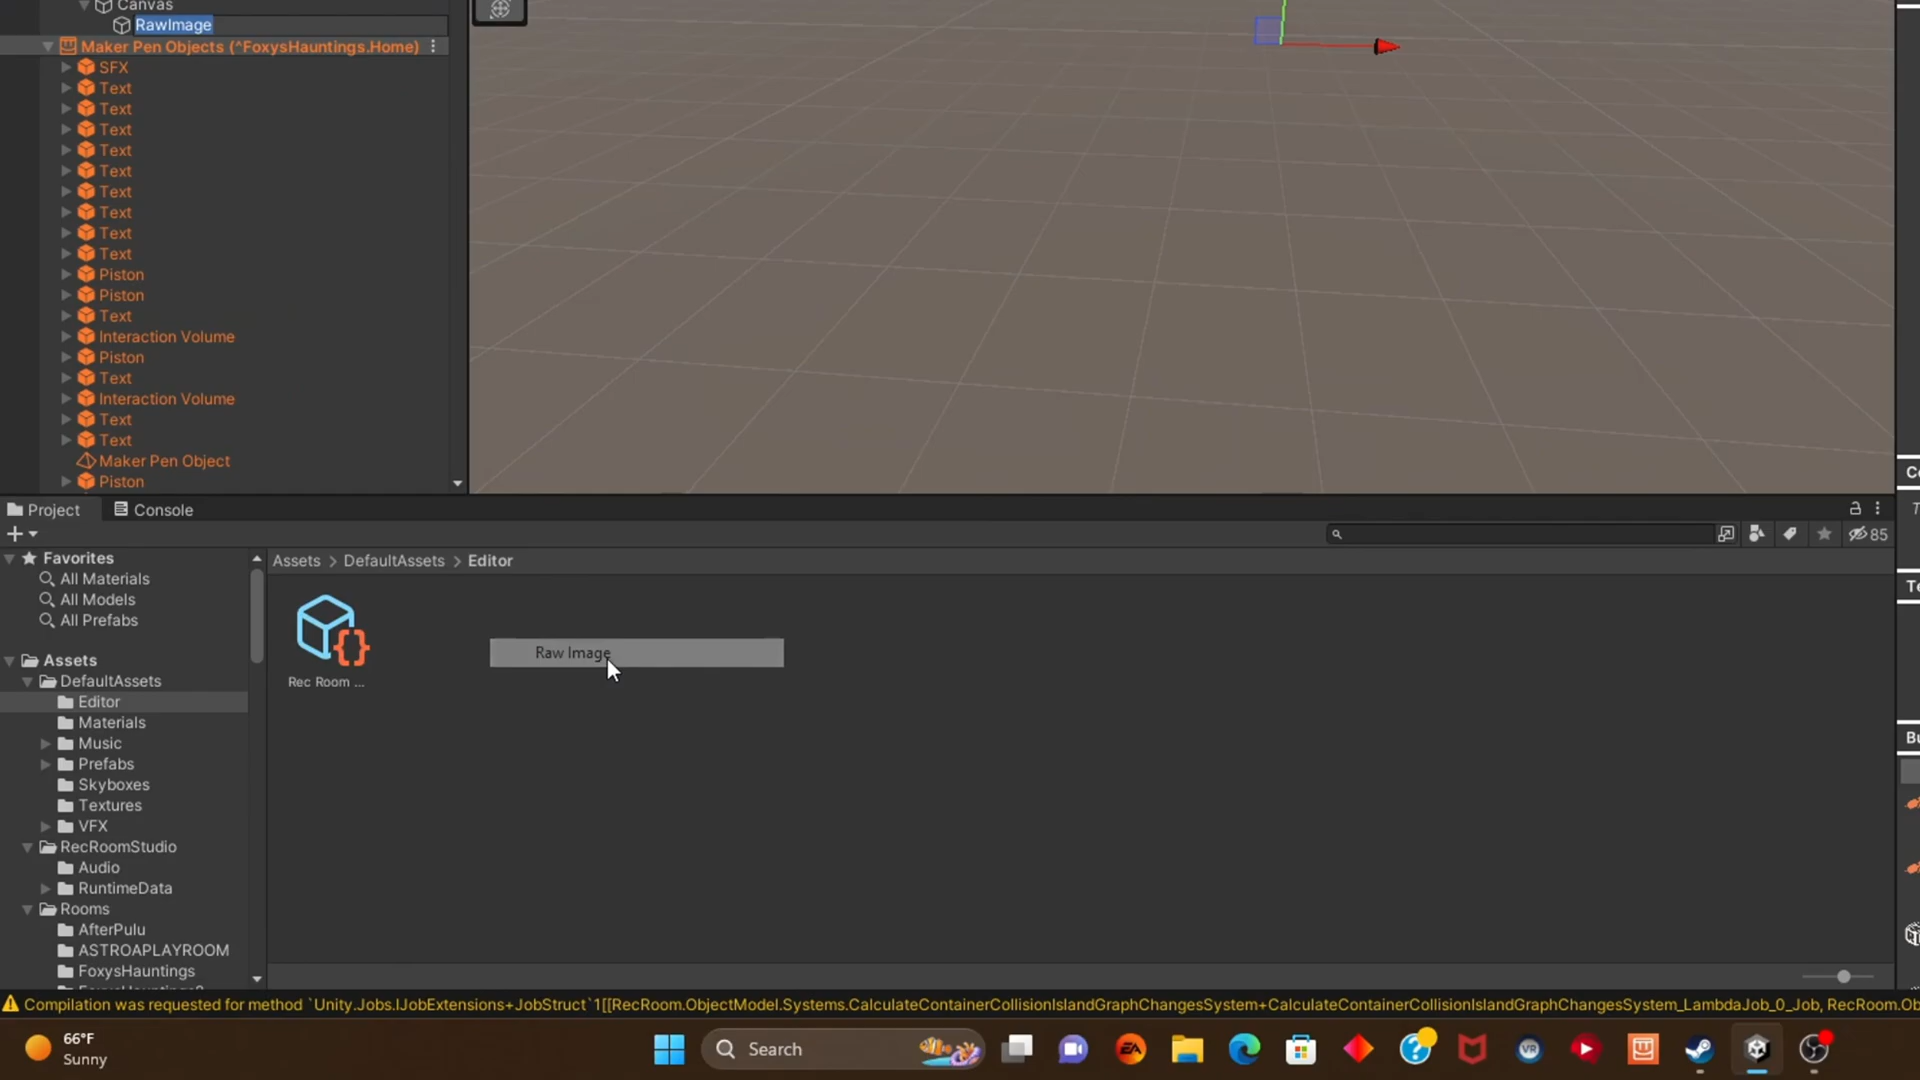 Canvas
RawImage
Maker Pen Objects (^FoxysHauntings.Home)
SFX
Text
Text
Text
Text
Text
Text
Text
Text
Text
Piston
Piston
Text
Interaction Volume
Piston
Text
Interaction Volume
Text
Text
Maker Pen Object
Piston
Project
Console
85
Favorites
All Materials
All Models
All Prefabs
Assets
DefaultAssets
Editor
Materials
Music
Prefabs
Skyboxes
Textures
VFX
RecRoomStudio
Audio
RuntimeData
Rooms
AfterPulu
ASTROAPLAYROOM
FoxysHauntings
Assets > DefaultAssets > Editor
Rec Room ...
Raw Image
Compilation was requested for method `Unity.Jobs.IJobExtensions+JobStruct`1[[RecRoom.ObjectModel.Systems.CalculateContainerCollisionIslandGraphChangesSystem+CalculateContainerCollisionIslandGraphChangesSystem_LambdaJob_0_Job, RecRoom.Ob
66°F
Sunny
Search
EA
VR